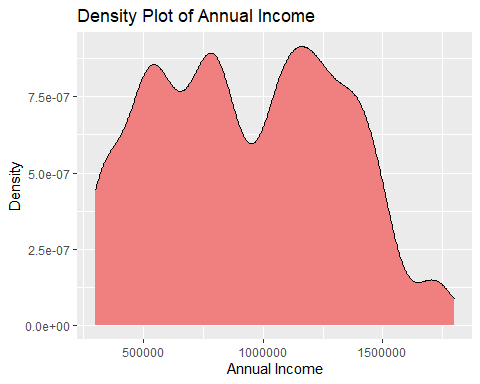 Density Plot of Annual Income
Density
7.5e-07
5.0e-07
2.5e-07
0.0e+00
500000
1000000
1500000
Annual Income